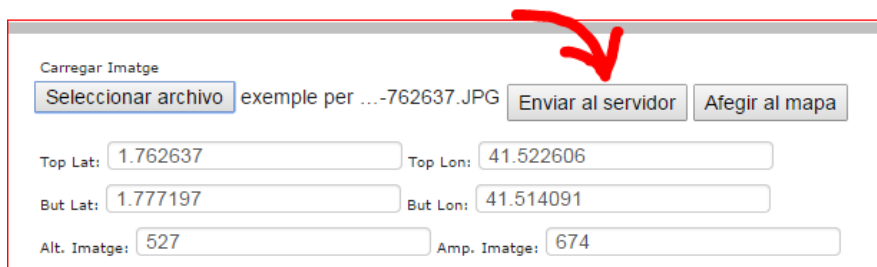 Carregar Imatge
Seleccionar archivo exemple per ...-762637.JPG Enviar al servidor Afegir al mapa
Top Lat: 1.762637 Top Lon: 41.522606
But Lat: 1.777197 But Lon: 41.514091
Alt. Imatge: 527 Amp. Imatge: 674